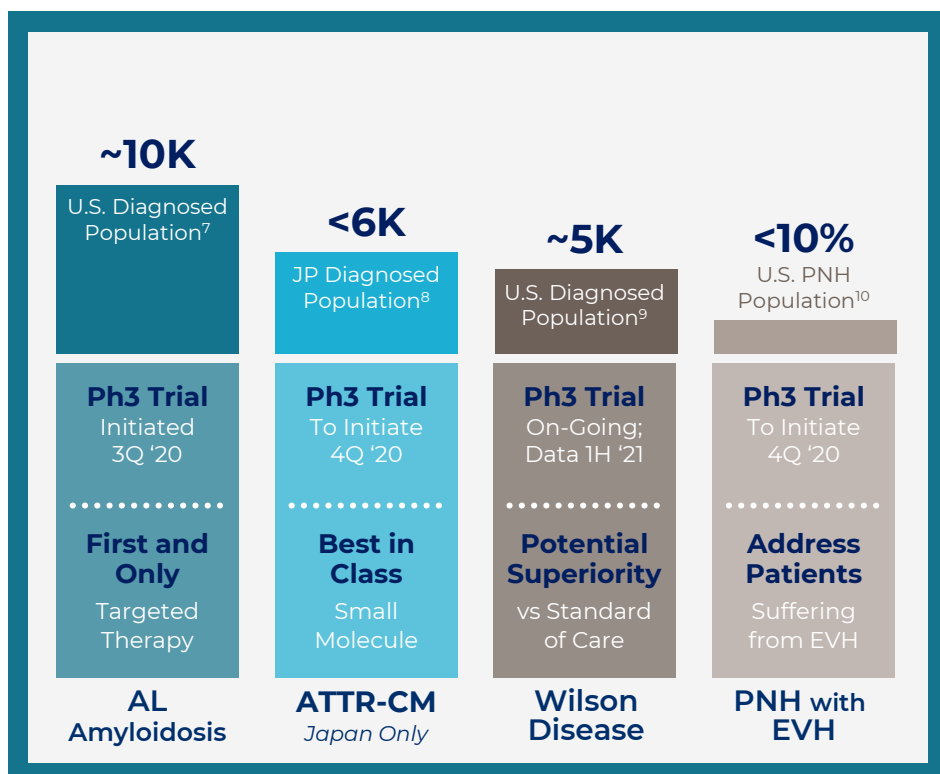 ~10K
U.S. Diagnosed
Population⁷
Ph3 Trial
Initiated
3Q ‘20
First and
Only
Targeted
Therapy
AL
Amyloidosis
<6K
JP Diagnosed
Population⁸
Ph3 Trial
To Initiate
4Q ‘20
Best in
Class
Small
Molecule
ATTR-CM
Japan Only
~5K
U.S. Diagnosed
Population⁹
Ph3 Trial
On-Going;
Data 1H ‘21
Potential
Superiority
vs Standard
of Care
Wilson
Disease
<10%
U.S. PNH
Population¹⁰
Ph3 Trial
To Initiate
4Q ‘20
Address
Patients
Suffering
from EVH
PNH with
EVH